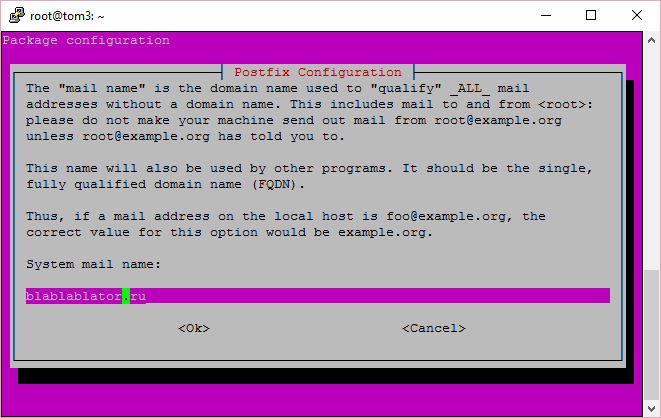 root@tom3: ~
Package configuration
Postfix Configuration
The "mail name" is the domain name used to "qualify" _ALL_ mail
addresses without a domain name. This includes mail to and from <root>:
please do not make your machine send out mail from root@example.org
unless root@example.org has told you to.
This name will also be used by other programs. It should be the single,
fully qualified domain name (FQDN).
Thus, if a mail address on the local host is foo@example.org, the
correct value for this option would be example.org.
System mail name:
blablablator.ru
<Ok> <Cancel>